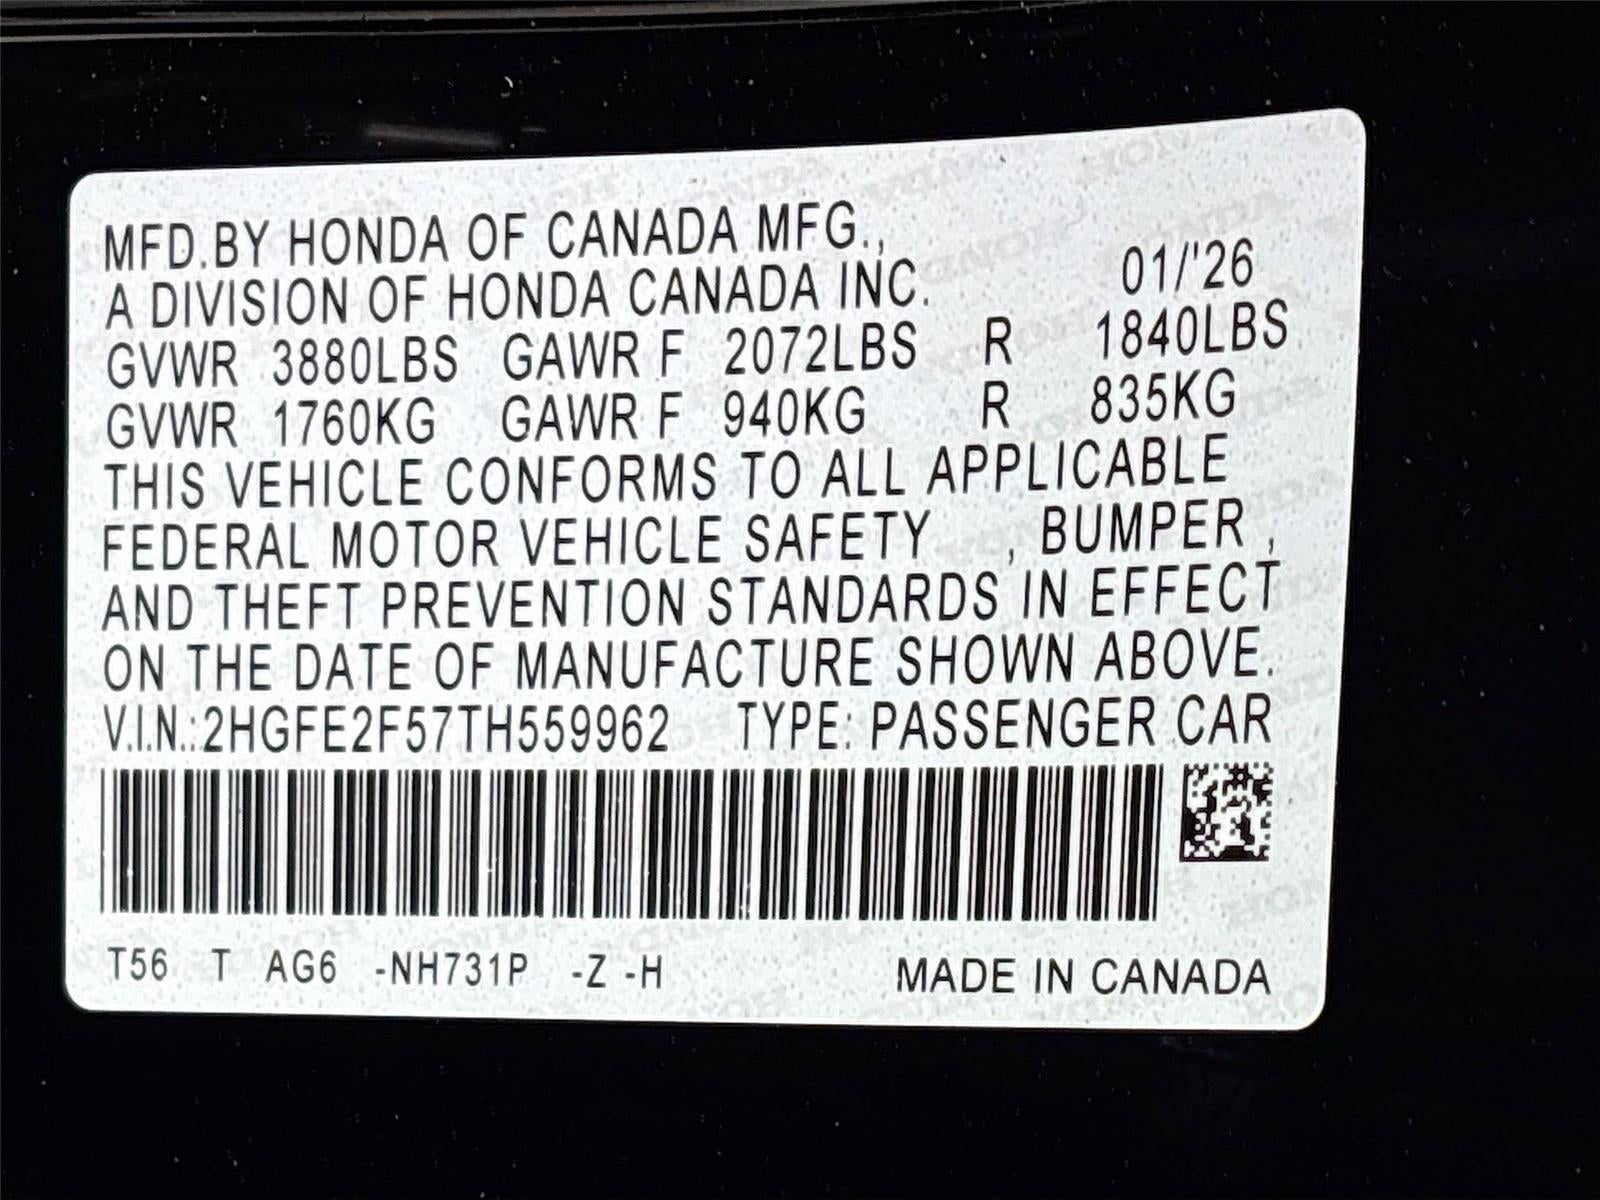 MFD.BY HONDA OF CANADA MFG.,
A DIVISION OF HONDA CANADA INC. 01/'26
GVWR 3880LBS GAWR F 2072LBS R 1840LBS
GVWR 1760KG GAWR F 940KG R 835KG
THIS VEHICLE CONFORMS TO ALL APPLICABLE
FEDERAL MOTOR VEHICLE SAFETY , BUMPER ,
AND THEFT PREVENTION STANDARDS IN EFFECT
ON THE DATE OF MANUFACTURE SHOWN ABOVE.
V.I.N.:2HGFE2F57TH559962 TYPE: PASSENGER CAR
T56 T AG6 -NH731P -Z -H MADE IN CANADA